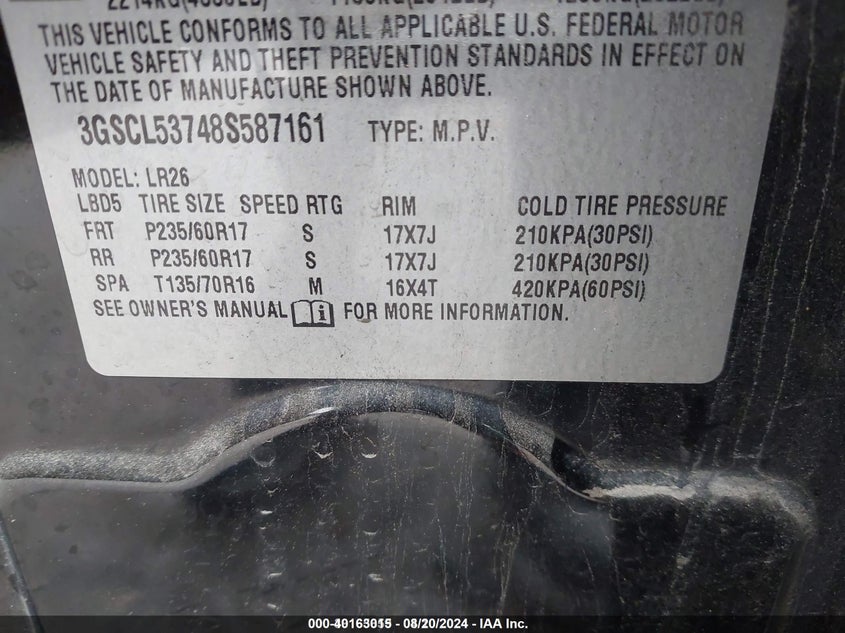 THIS VEHICLE CONFORMS TO ALL APPLICABLE U.S. FEDERAL MOTOR
VEHICLE SAFETY AND THEFT PREVENTION STANDARDS IN EFFECT ON
THE DATE OF MANUFACTURE SHOWN ABOVE.
3GSCL53748S587161 TYPE: M.P.V.
MODEL: LR26
LBD5 TIRE SIZE SPEED RTG RIM COLD TIRE PRESSURE
FRT P235/60R17 S 17X7J 210KPA(30PSI)
RR P235/60R17 S 17X7J 210KPA(30PSI)
SPA T135/70R16 M 16X4T 420KPA(60PSI)
SEE OWNER'S MANUAL FOR MORE INFORMATION.
08/20/2024 - IAA Inc.